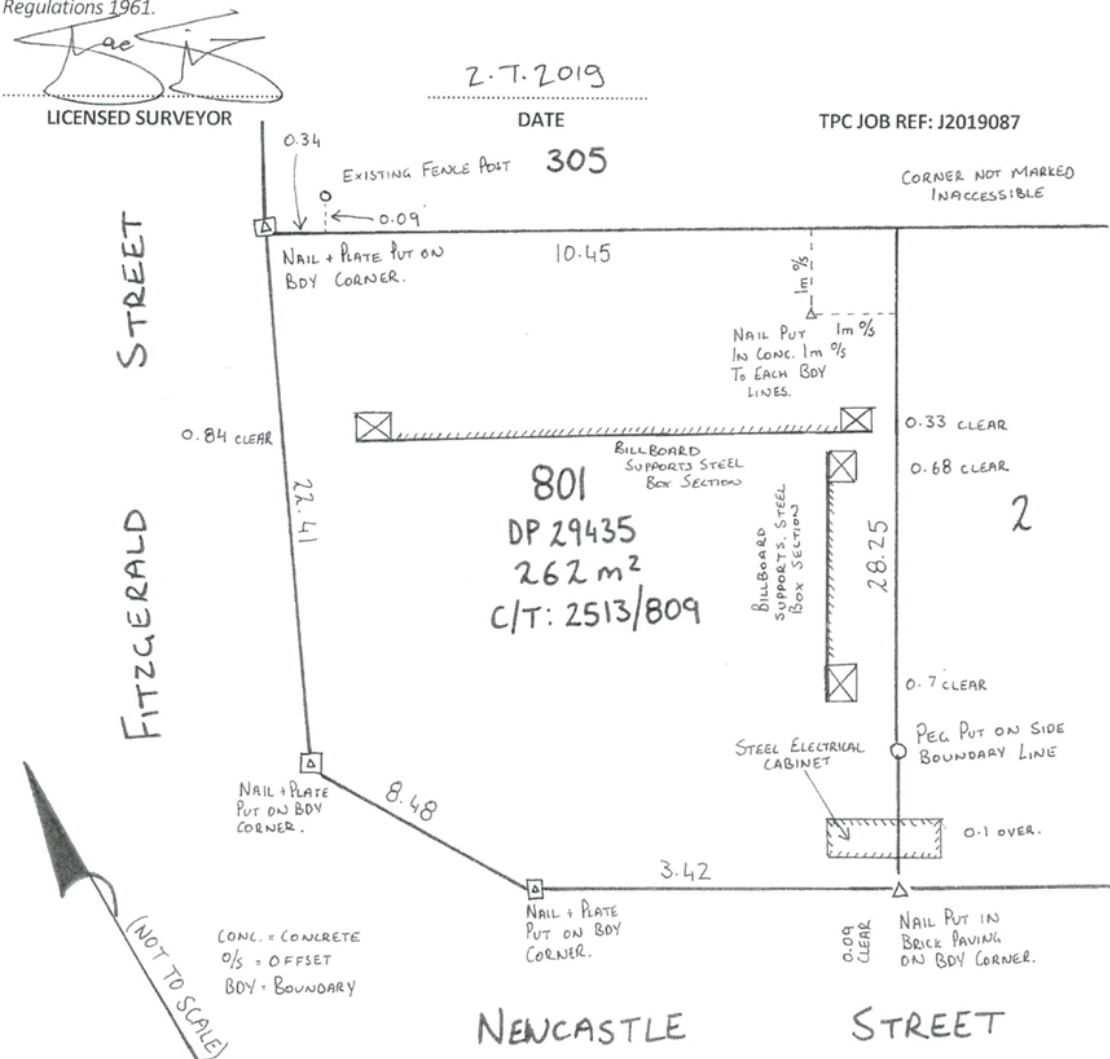 Regulations 1961.
2.7.2019
LICENSED SURVEYOR
DATE
TPC JOB REF: J2019087
0.34
EXISTING FENCE POST
305
CORNER NOT MARKED
INACCESSIBLE
0.09
NAIL + PLATE PUT ON
BDY CORNER.
10.45
1m o/s
NAIL PUT
IN CONC. 1m o/s
TO EACH BDY
LINES.
1m o/s
STREET
FITZGERALD
0.84 CLEAR
22.41
BILLBOARD
SUPPORTS STEEL
BOX SECTION
0.33 CLEAR
0.68 CLEAR
801
DP 29435
262 m²
C/T: 2513/809
BILLBOARD
SUPPORTS. STEEL
BOX SECTION
28.25
2
0.7 CLEAR
PEG PUT ON SIDE
BOUNDARY LINE
STEEL ELECTRICAL
CABINET
0.1 OVER.
NAIL + PLATE
PUT ON BDY
CORNER.
8.48
3.42
NAIL + PLATE
PUT ON BDY
CORNER.
0.09
CLEAR
NAIL PUT IN
BRICK PAVING
ON BDY CORNER.
(NOT TO SCALE)
CONC. = CONCRETE
O/S = OFFSET
BDY = BOUNDARY
NEWCASTLE STREET